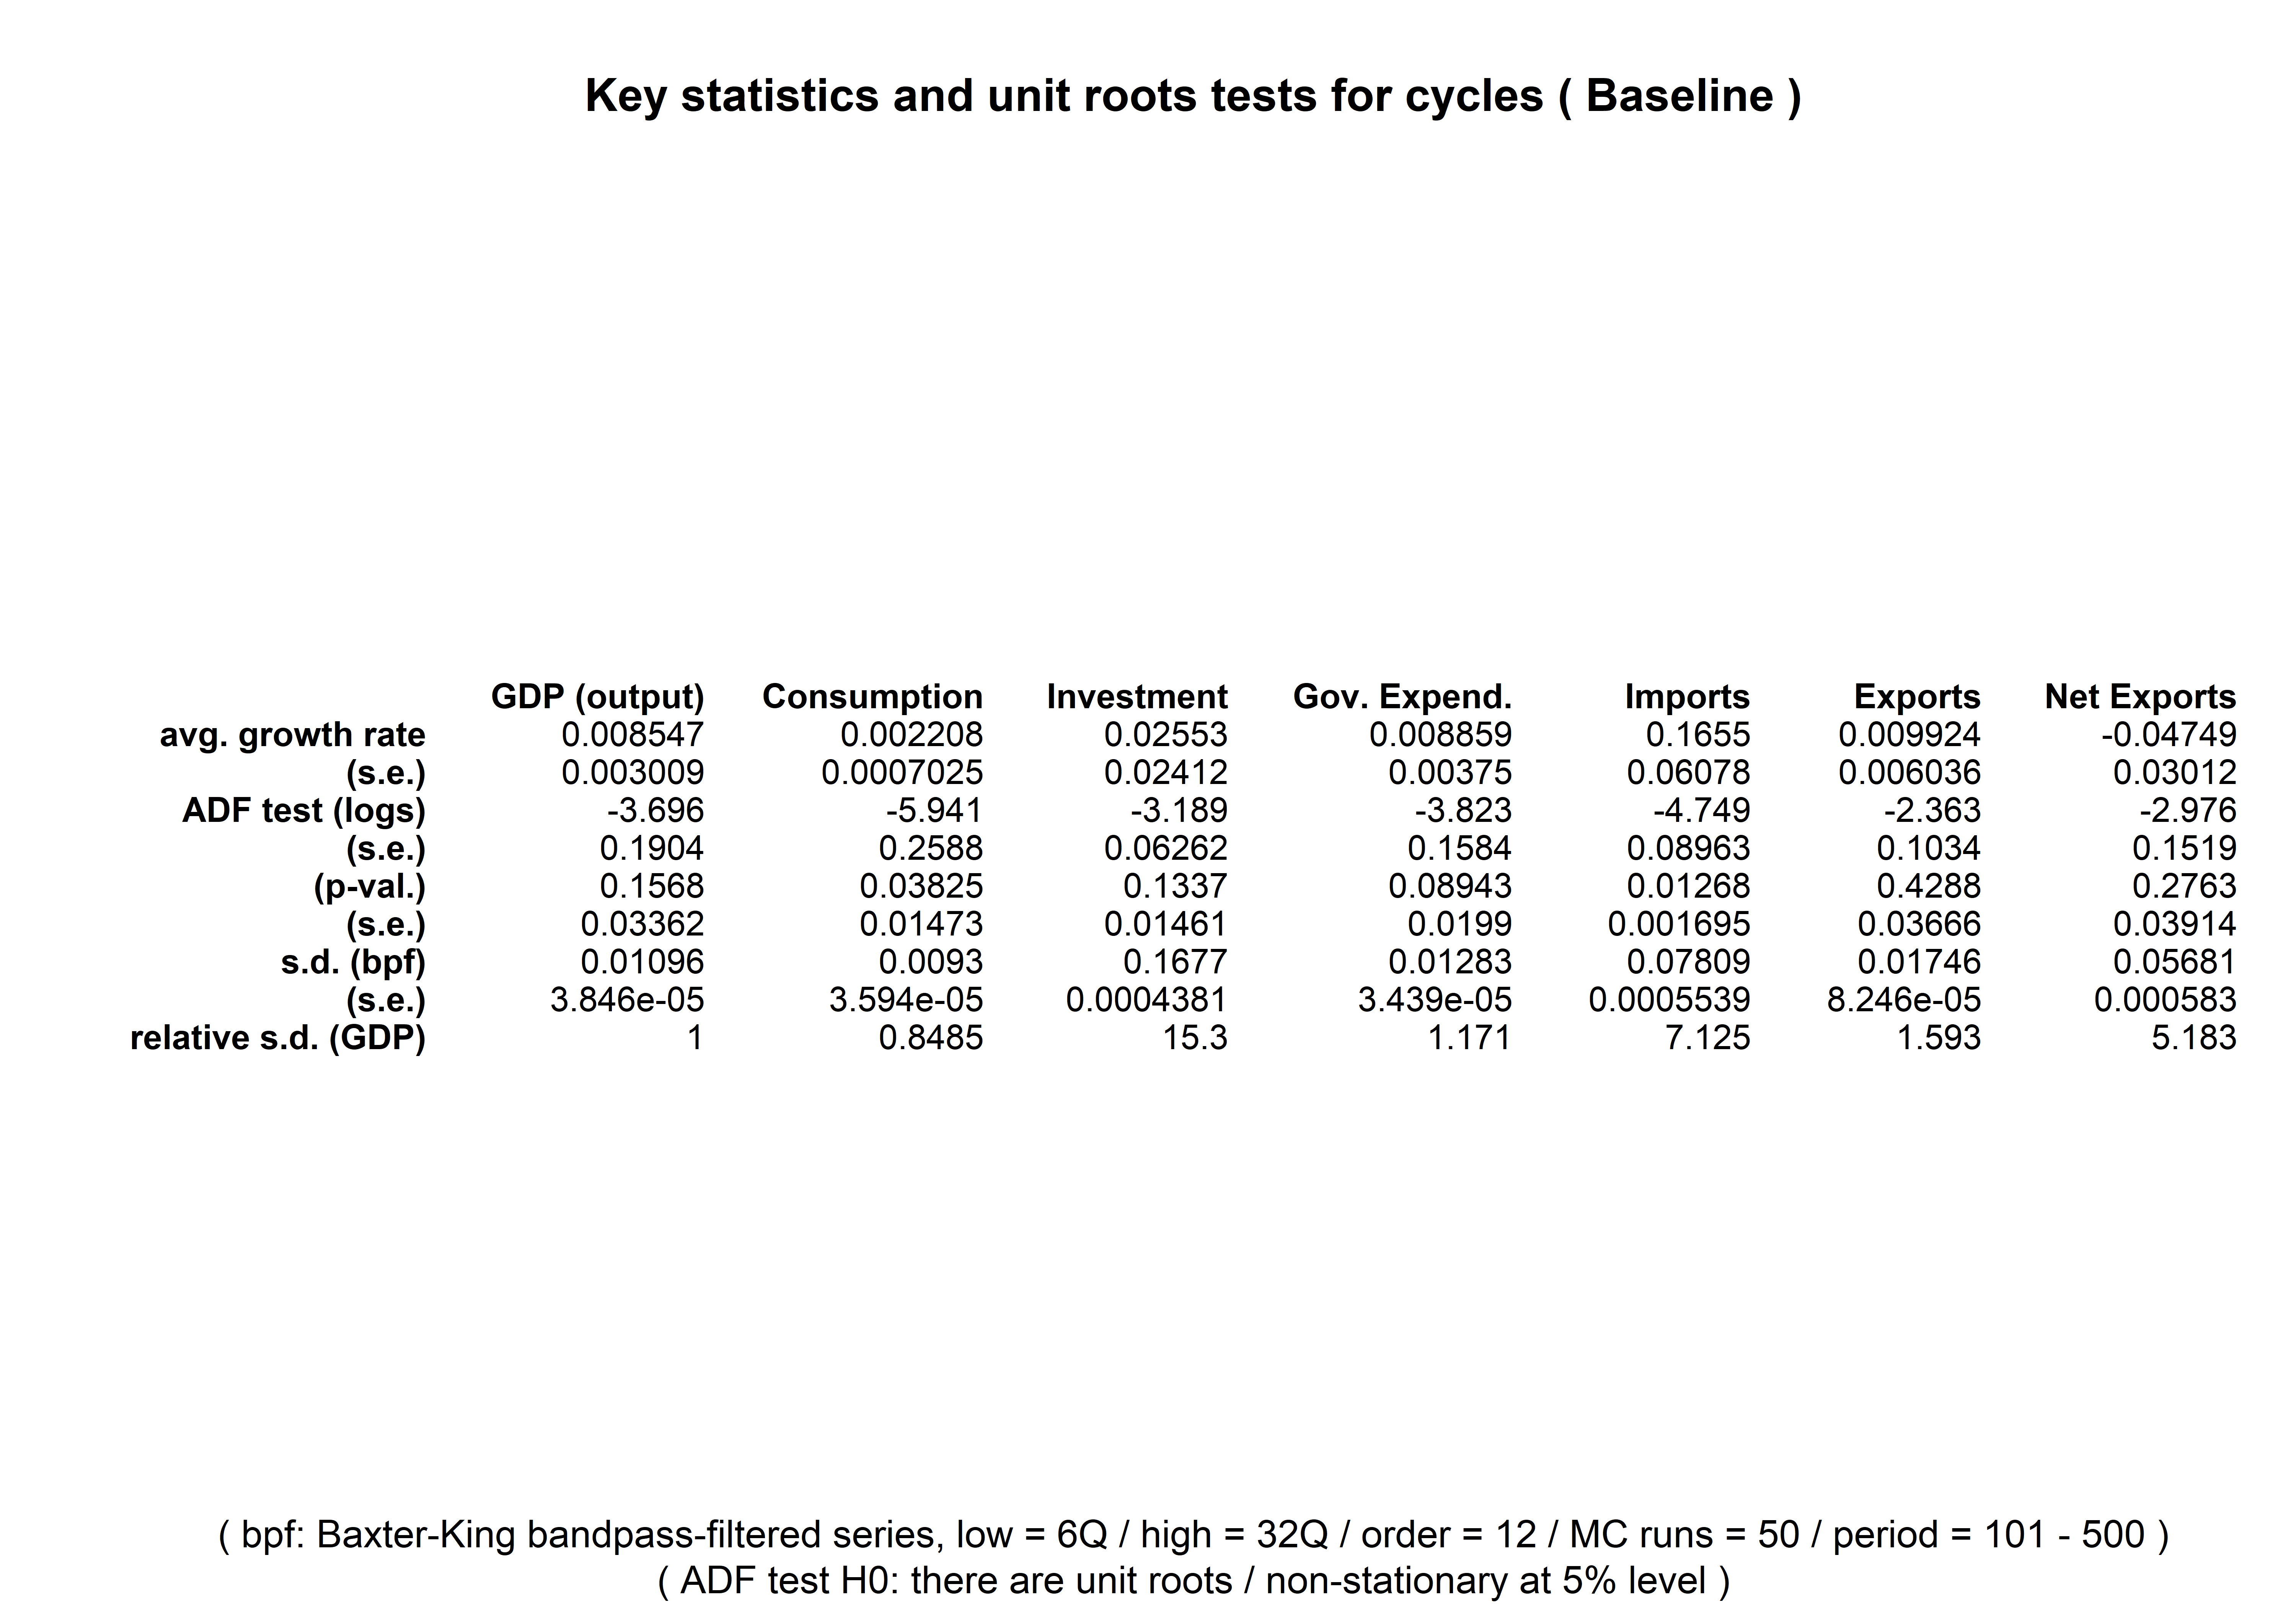 Key statistics and unit roots tests for cycles ( Baseline )
GDP (output) Consumption Investment Gov. Expend. Imports Exports Net Exports
avg. growth rate 0.008547 0.002208 0.02553 0.008859 0.1655 0.009924 -0.04749
(s.e.) 0.003009 0.0007025 0.02412 0.00375 0.06078 0.006036 0.03012
ADF test (logs) -3.696 -5.941 -3.189 -3.823 -4.749 -2.363 -2.976
(s.e.) 0.1904 0.2588 0.06262 0.1584 0.08963 0.1034 0.1519
(p-val.) 0.1568 0.03825 0.1337 0.08943 0.01268 0.4288 0.2763
(s.e.) 0.03362 0.01473 0.01461 0.0199 0.001695 0.03666 0.03914
s.d. (bpf) 0.01096 0.0093 0.1677 0.01283 0.07809 0.01746 0.05681
(s.e.) 3.846e-05 3.594e-05 0.0004381 3.439e-05 0.0005539 8.246e-05 0.000583
relative s.d. (GDP) 1 0.8485 15.3 1.171 7.125 1.593 5.183
( bpf: Baxter-King bandpass-filtered series, low = 6Q / high = 32Q / order = 12 / MC runs = 50 / period = 101 - 500 )
( ADF test H0: there are unit roots / non-stationary at 5% level )